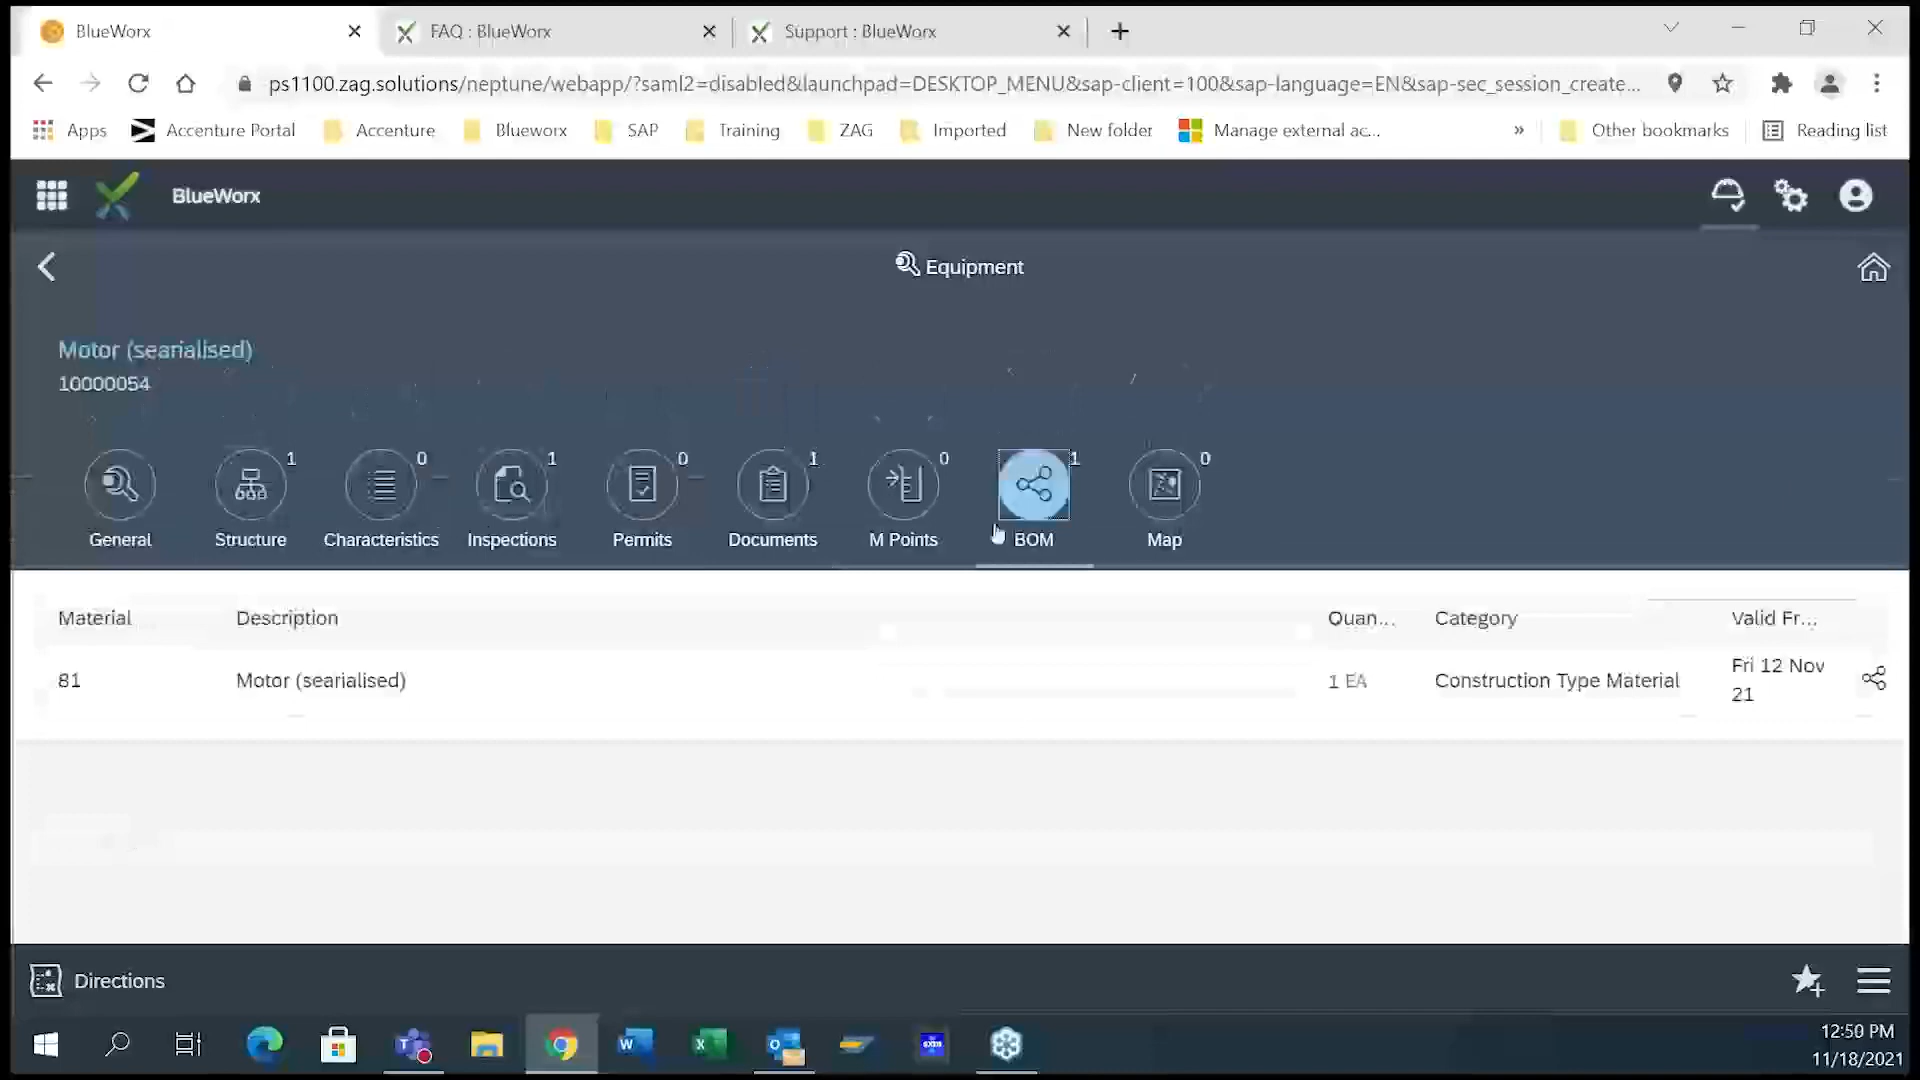 BlueWorx
FAQ : BlueWorx
Support : BlueWorx
ps1100.zag.solutions/neptune/webapp/?saml2=disabled&launchpad=DESKTOP_MENU&sap-client=100&sap-language=EN&sap-sec_session_create...
Apps
Accenture Portal
Accenture
Blueworx
SAP
Training
ZAG
Imported
New folder
Manage external ac...
»
Other bookmarks
Reading list
BlueWorx
Equipment
Motor (searialised)
10000054
General
1 Structure
0 Characteristics
1 Inspections
0 Permits
1 Documents
0 M Points
1 BOM
0 Map
Material Description Quan... Category Valid Fr...
81 Motor (searialised) 1 EA Construction Type Material Fri 12 Nov
21
Directions
12:50 PM
11/18/2021